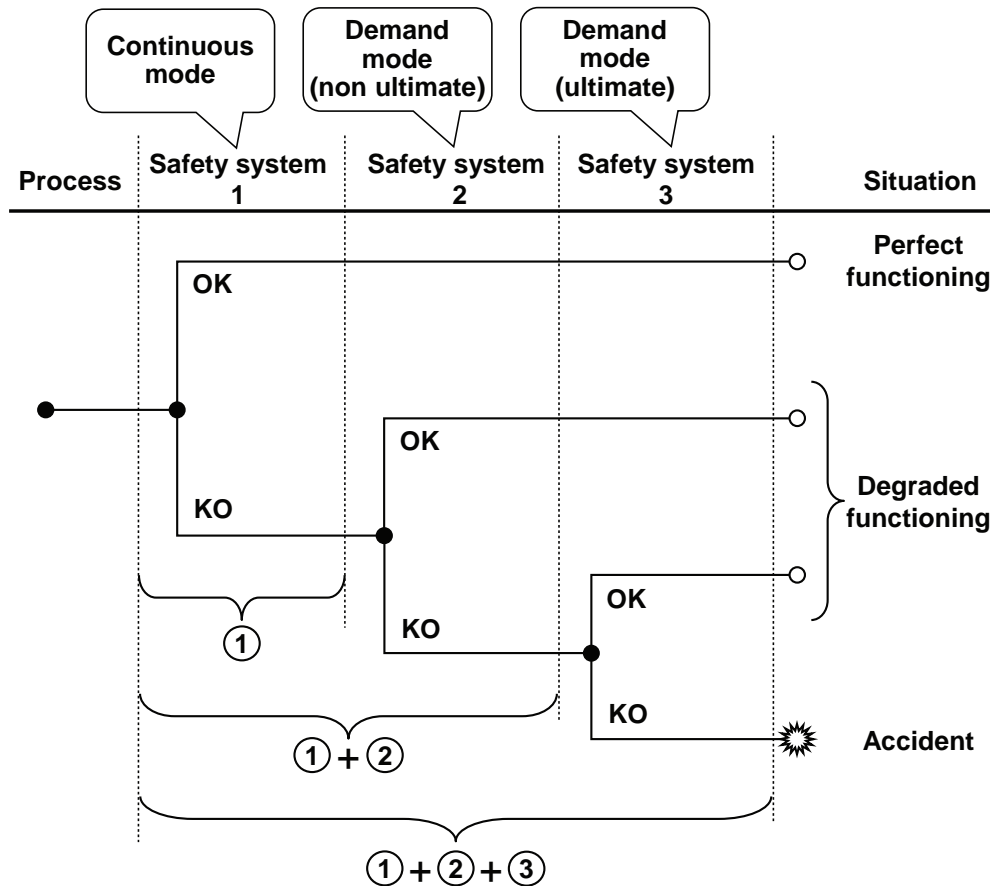 Continuous
mode
Demand
mode
(non ultimate)
Demand
mode
(ultimate)
Process
Safety system
1
Safety system
2
Safety system
3
Situation
Perfect
functioning
OK
OK
Degraded
functioning
KO
OK
1
KO
KO
Accident
1 + 2
1 + 2 + 3